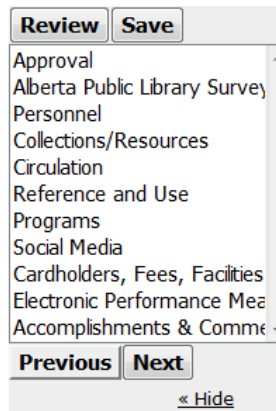 Review Save
Approval
Alberta Public Library Survey
Personnel
Collections/Resources
Circulation
Reference and Use
Programs
Social Media
Cardholders, Fees, Facilities
Electronic Performance Mea
Accomplishments & Comme
Previous Next
« Hide